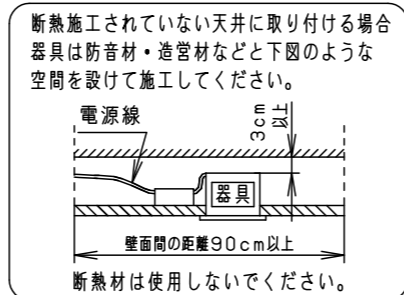 断熱施工されていない天井に取り付ける場合
器具は防音材・造営材などと下図のような
空間を設けて施工してください。
電源線
3cm
以上
器具
壁面間の距離90cm以上
断熱材は使用しないでください。